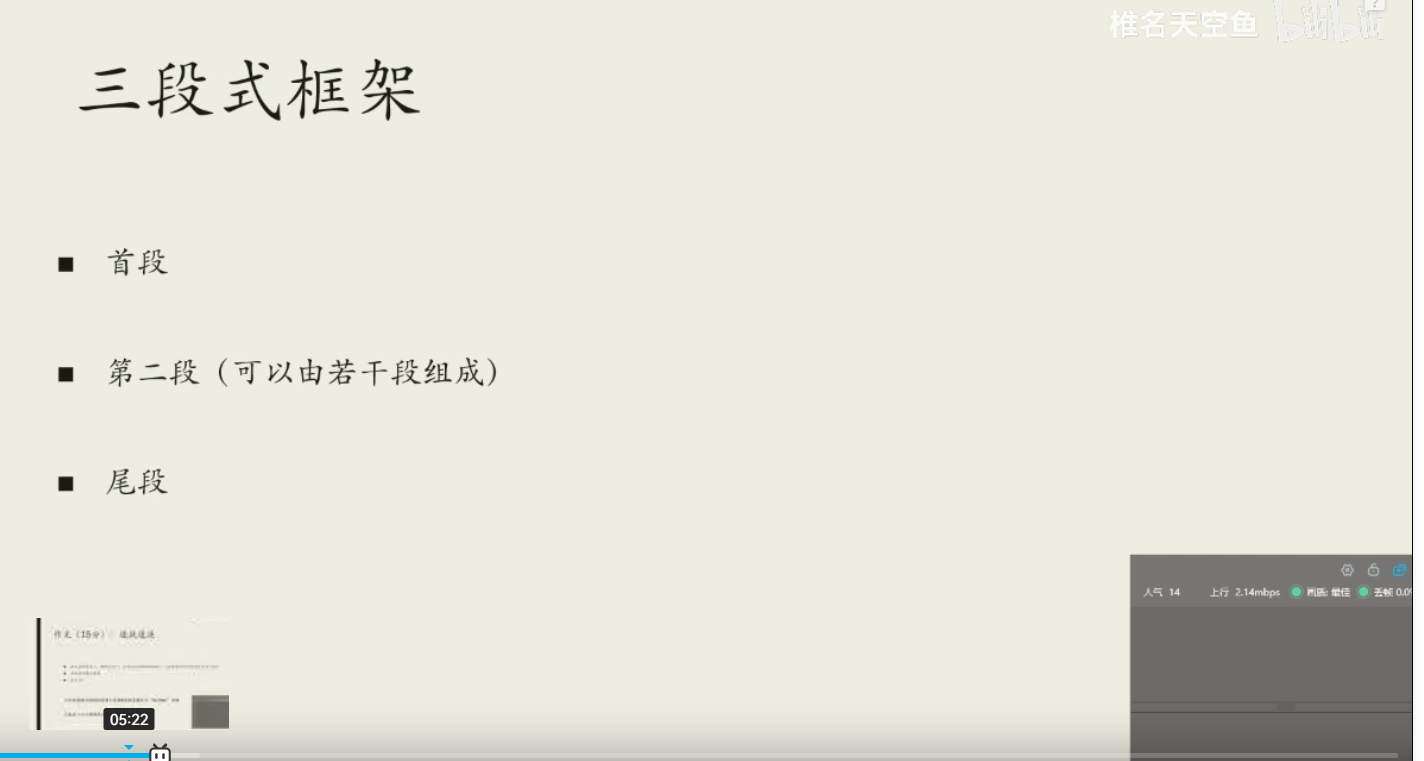 椎名天空鱼 bilibili
三段式框架
■ 首段
■ 第二段（可以由若干段组成）
■ 尾段
人气 14 上行 2.14mbps 画质: 最佳 丢帧 0.0
作文（15分）
05:22